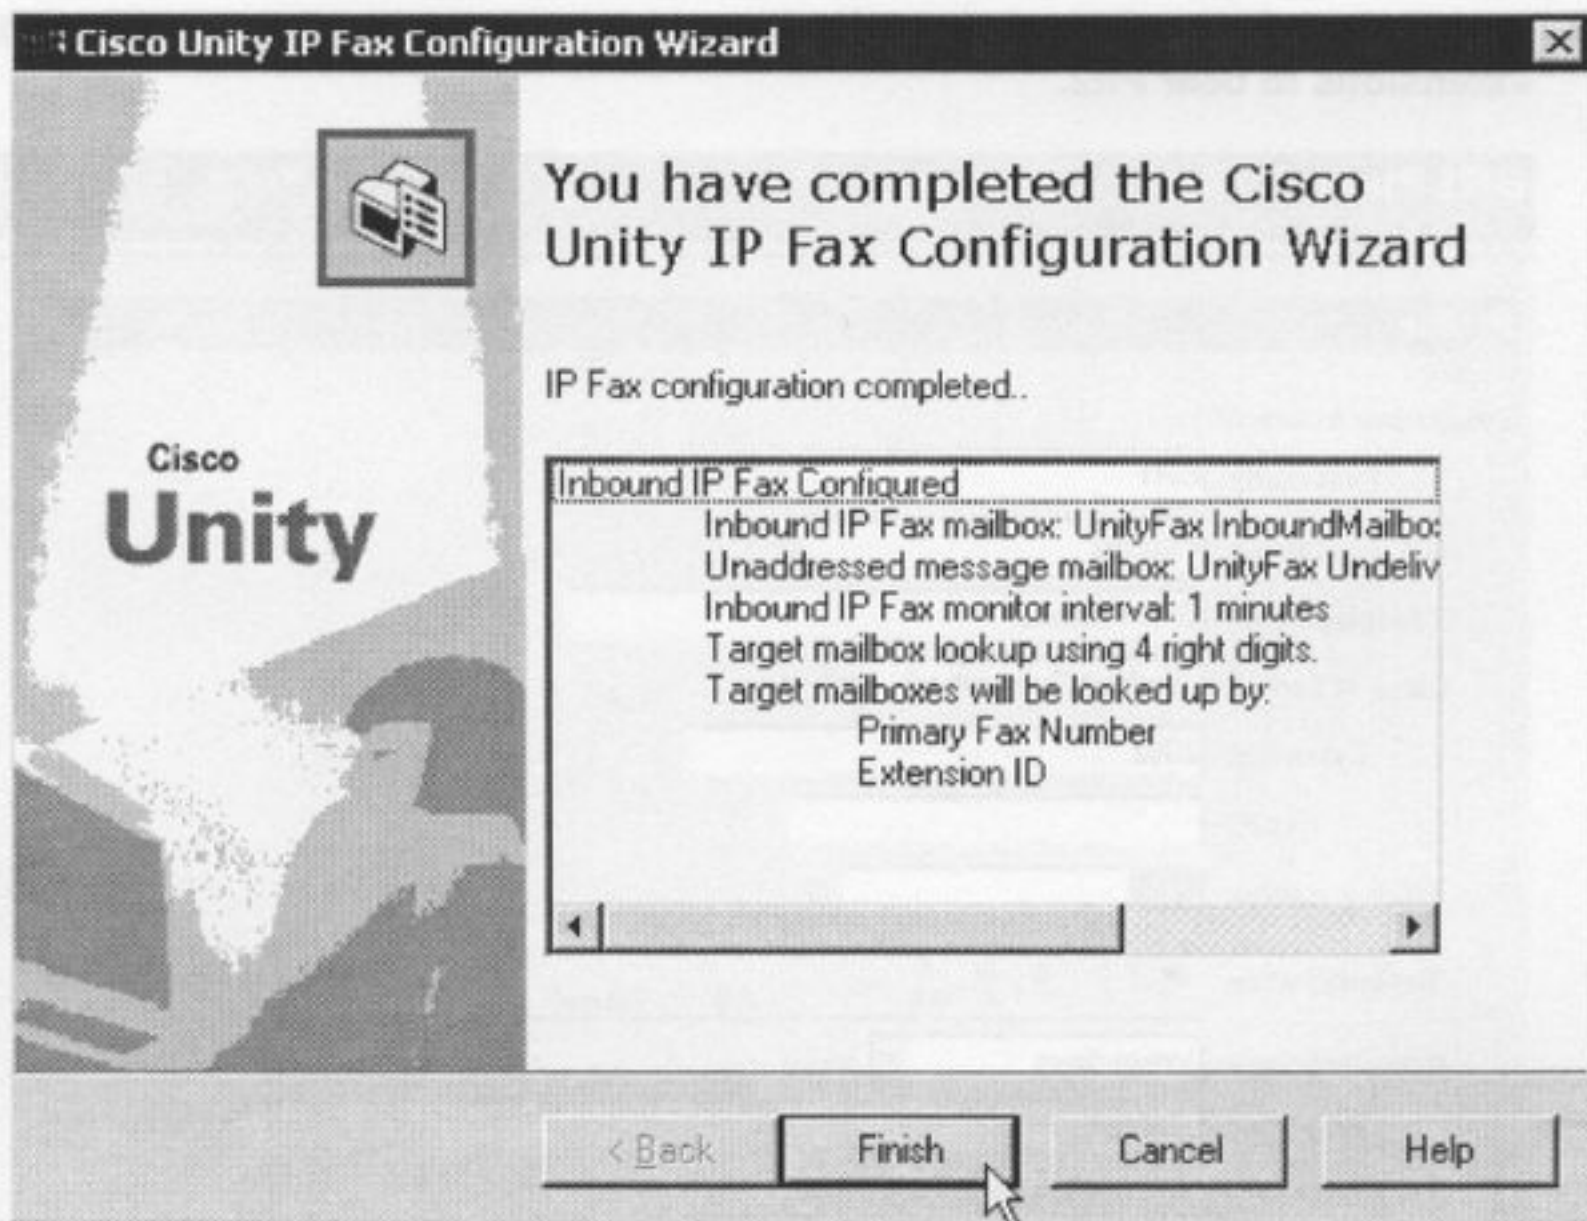 Cisco Unity IP Fax Configuration Wizard
You have completed the Cisco
Unity IP Fax Configuration Wizard
IP Fax configuration completed..
Cisco
Unity
Inbound IP Fax Configured
Inbound IP Fax mailbox: UnityFax InboundMailbo
Unaddressed message mailbox: UnityFax Undeliv
Inbound IP Fax monitor interval: 1 minutes
Target mailbox lookup using 4 right digits.
Target mailboxes will be looked up by:
Primary Fax Number
Extension ID
< Back
Finish
Cancel
Help